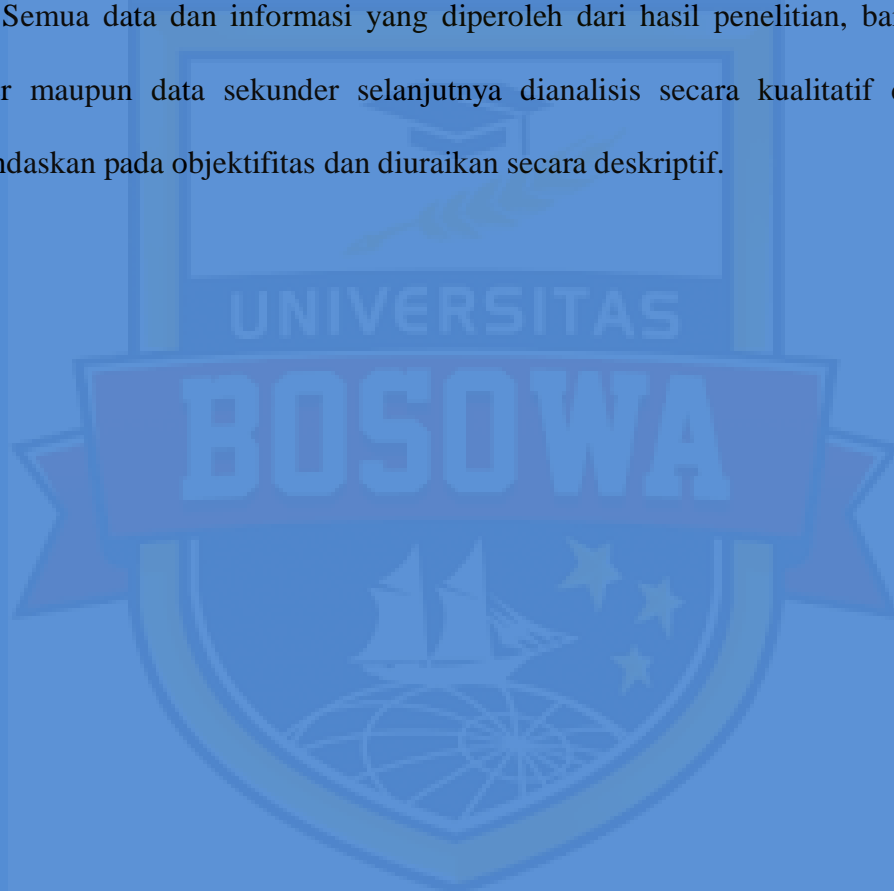 Semua data dan informasi yang diperoleh dari hasil penelitian, ba
r maupun data sekunder selanjutnya dianalisis secara kualitatif
ndaskan pada objektifitas dan diuraikan secara deskriptif.
UNIVERSITAS
BOSOWA